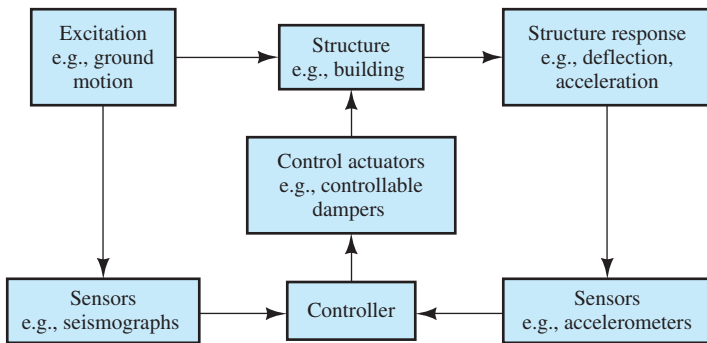 Excitation
e.g., ground
motion
Structure
e.g., building
Structure response
e.g., deflection,
acceleration
Control actuators
e.g., controllable
dampers
Sensors
e.g., seismographs
Controller
Sensors
e.g., accelerometers